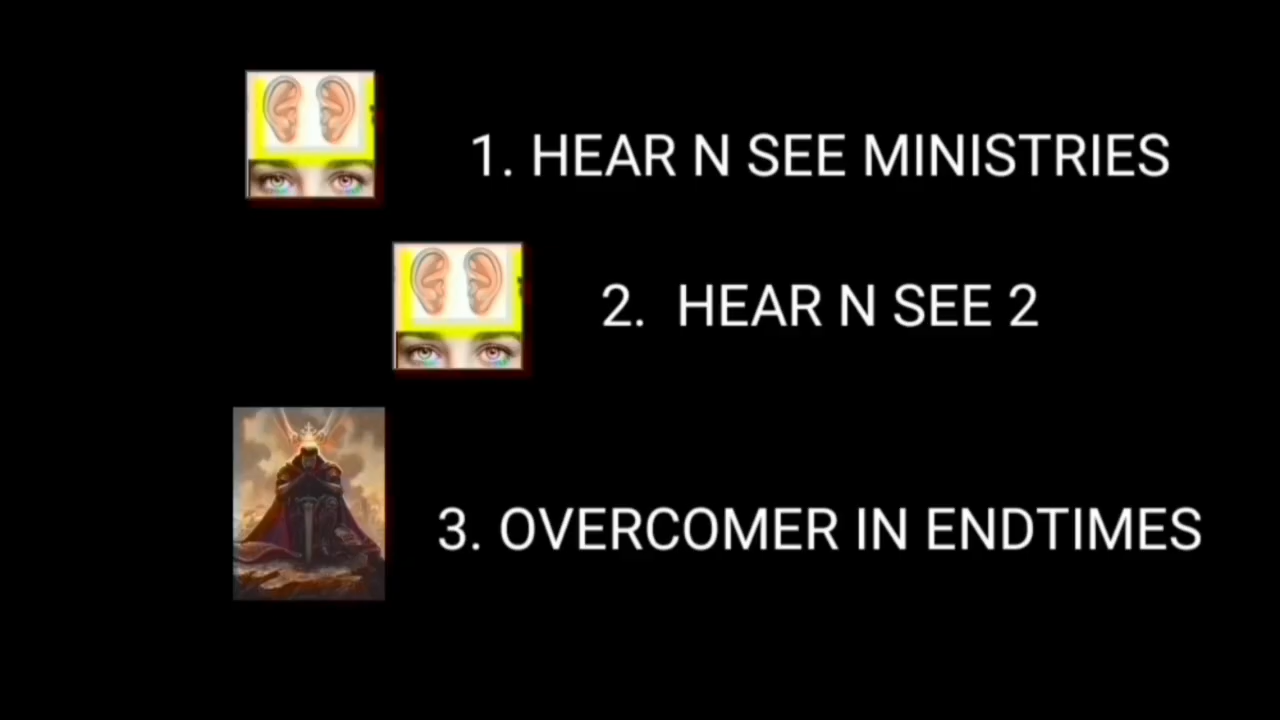 1. HEAR N SEE MINISTRIES
2. HEAR N SEE 2
3. OVERCOMER IN ENDTIMES